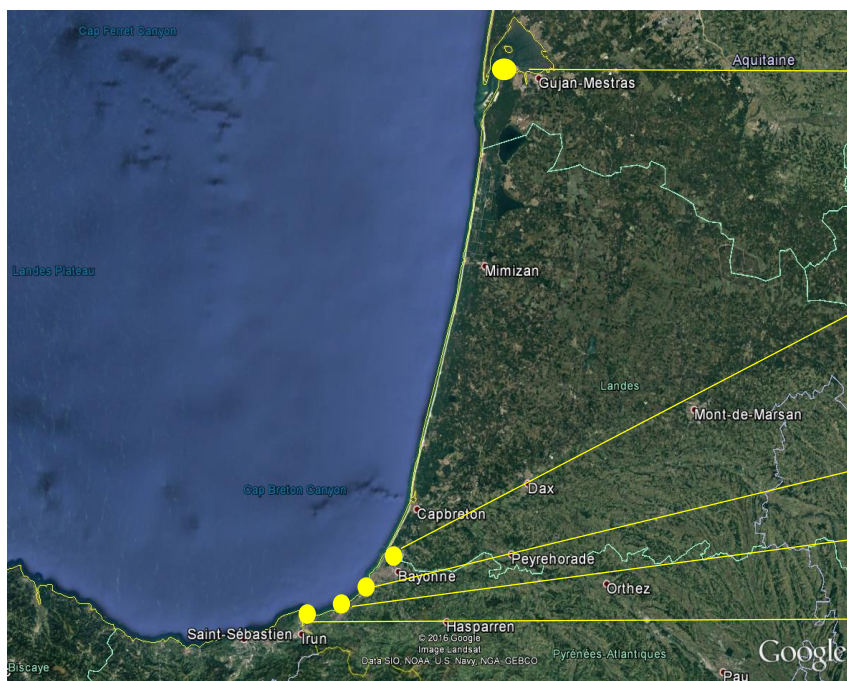 Cap Ferret Canyon
Aquitaine
Gujan-Mestras
Landes Plateau
Mimizan
Landes
Mont-de-Marsan
Dax
Cap Breton Canyon
Capbreton
Peyrehorade
Bayonne
Orthez
Hasparren
Saint-Sébastien
Irun
© 2016 Google
Image Landsat
Data SIO, NOAA, U.S. Navy, NGA, GEBCO
Pyrénées-Atlantiques
Google
Biscaye
Pau